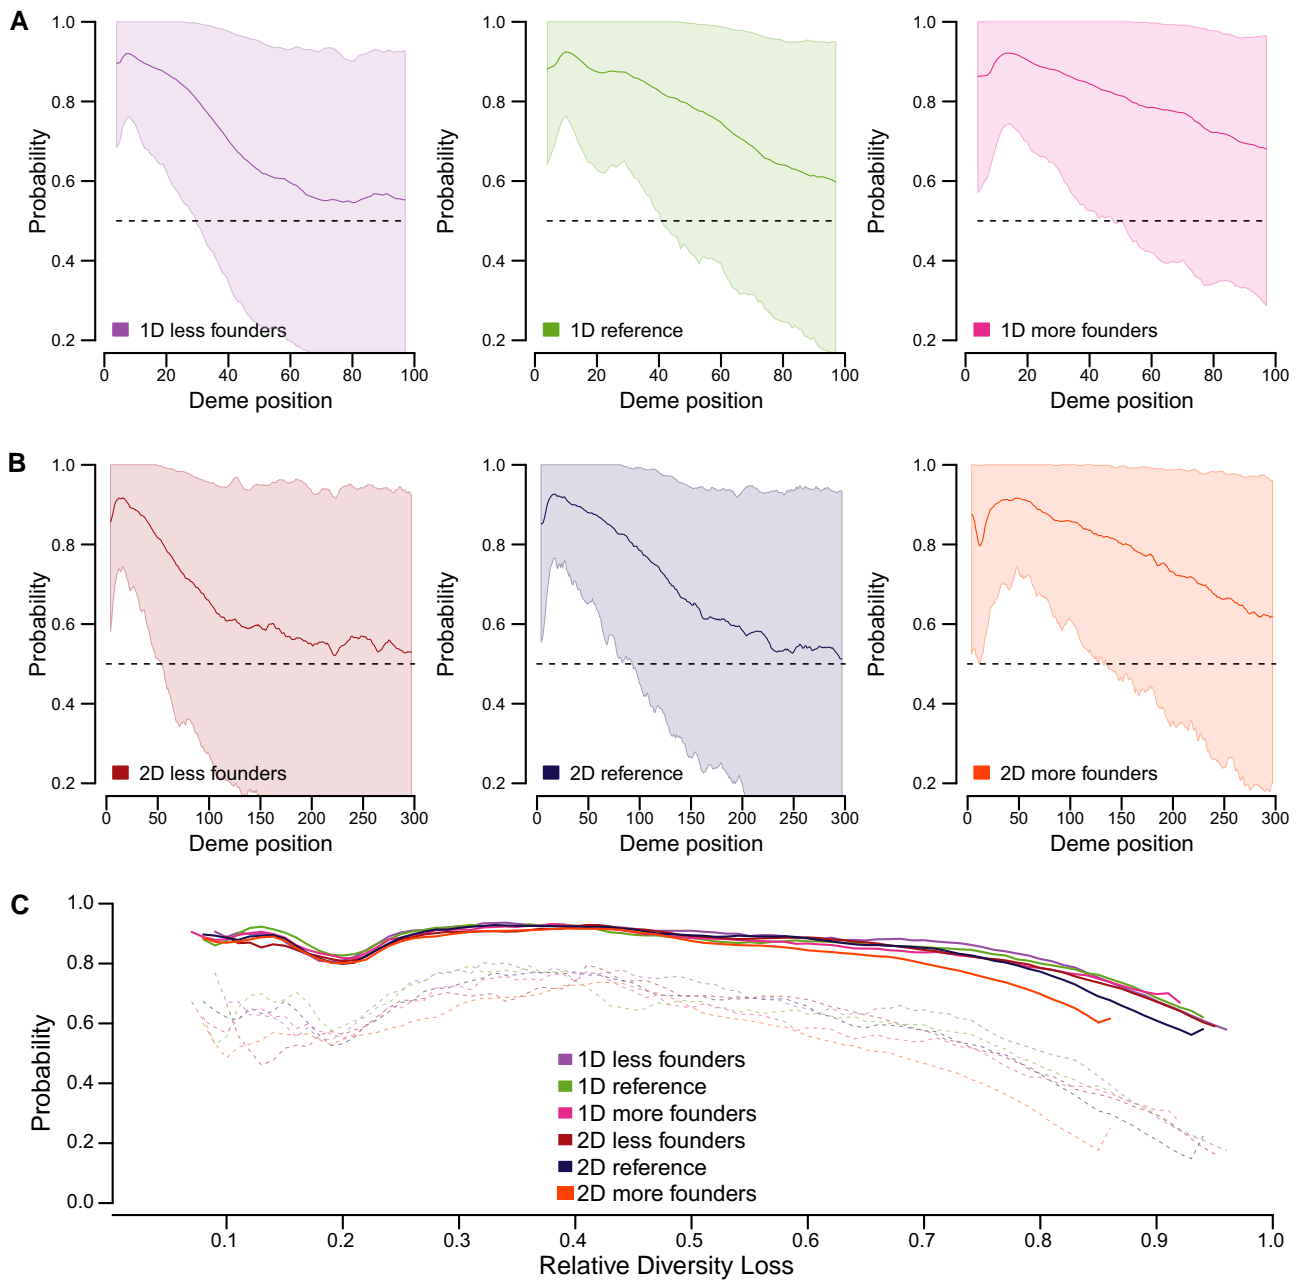 A
1.0
0.8
0.6
0.4
0.2
Probability
1D less founders
0 20 40 60 80 100
Deme position
1.0
0.8
0.6
0.4
0.2
Probability
1D reference
0 20 40 60 80 100
Deme position
1.0
0.8
0.6
0.4
0.2
Probability
1D more founders
0 20 40 60 80 100
Deme position
B
1.0
0.8
0.6
0.4
0.2
Probability
2D less founders
0 50 100 150 200 250 300
Deme position
1.0
0.8
0.6
0.4
0.2
Probability
2D reference
0 50 100 150 200 250 300
Deme position
1.0
0.8
0.6
0.4
0.2
Probability
2D more founders
0 50 100 150 200 250 300
Deme position
C
1.0
0.8
0.6
0.4
0.2
0.0
Probability
1D less founders
1D reference
1D more founders
2D less founders
2D reference
2D more founders
0.1 0.2 0.3 0.4 0.5 0.6 0.7 0.8 0.9 1.0
Relative Diversity Loss